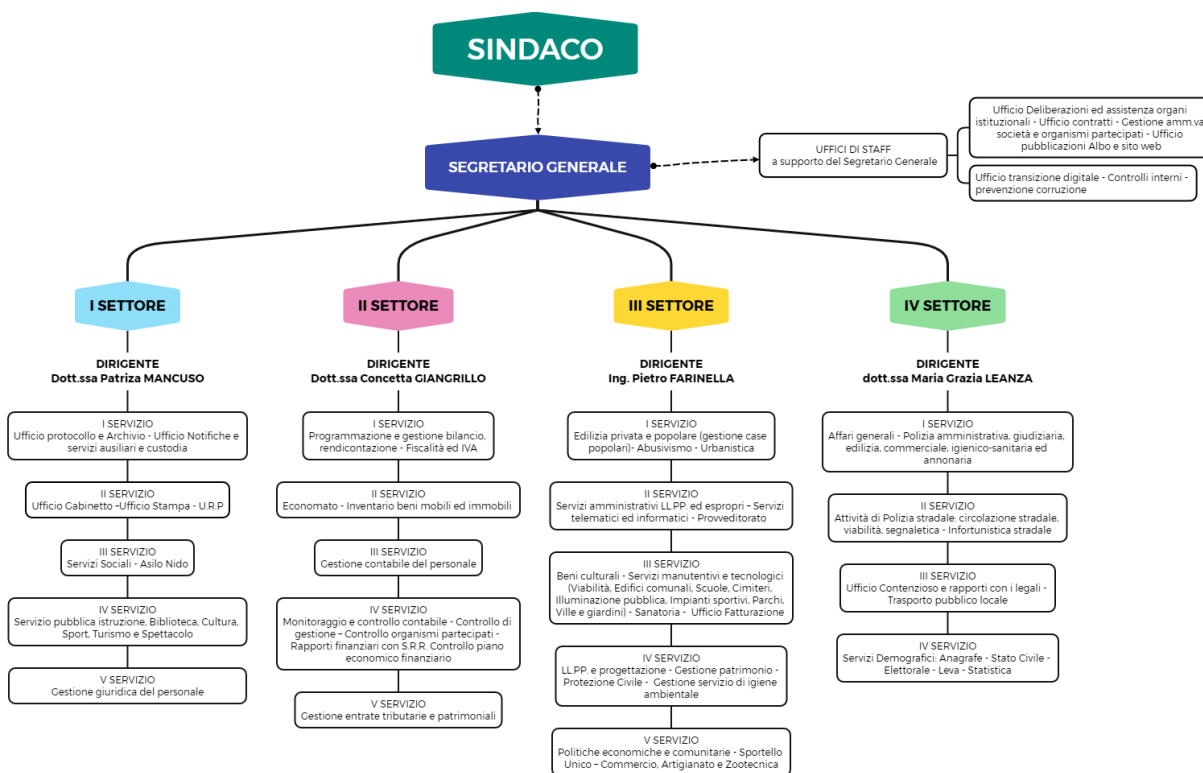 SINDACO
SEGRETARIO GENERALE
UFFICI DI STAFF
a supporto del Segretario Generale
Ufficio Deliberazioni ed assistenza organi
istituzionali - Ufficio contratti - Gestione amm.va
società e organismi partecipati - Ufficio
pubblicazioni Albo e sito web
Ufficio transizione digitale - Controlli interni -
prevenzione corruzione
I SETTORE
DIRIGENTE
Dott.ssa Patriza MANCUSO
I SERVIZIO
Ufficio protocollo e Archivio - Ufficio Notifiche e
servizi ausiliari e custodia
II SERVIZIO
Ufficio Gabinetto –Ufficio Stampa - U.R.P
III SERVIZIO
Servizi Sociali - Asilo Nido
IV SERVIZIO
Servizio pubblica istruzione, Biblioteca, Cultura,
Sport, Turismo e Spettacolo
V SERVIZIO
Gestione giuridica del personale
II SETTORE
DIRIGENTE
Dott.ssa Concetta GIANGRILLO
I SERVIZIO
Programmazione e gestione bilancio,
rendicontazione - Fiscalità ed IVA
II SERVIZIO
Economato - Inventario beni mobili ed immobili
III SERVIZIO
Gestione contabile del personale
IV SERVIZIO
Monitoraggio e controllo contabile - Controllo di
gestione – Controllo organismi partecipati -
Rapporti finanziari con S.R.R. Controllo piano
economico finanziario
V SERVIZIO
Gestione entrate tributarie e patrimoniali
III SETTORE
DIRIGENTE
Ing. Pietro FARINELLA
I SERVIZIO
Edilizia privata e popolare (gestione case
popolari)- Abusivismo - Urbanistica
II SERVIZIO
Servizi amministrativi LL.PP. ed espropri – Servizi
telematici ed informatici - Provveditorato
III SERVIZIO
Beni culturali - Servizi manutentivi e tecnologici
(Viabilità, Edifici comunali, Scuole, Cimiteri,
Illuminazione pubblica, Impianti sportivi, Parchi,
Ville e giardini) - Sanatoria - Ufficio Fatturazione
IV SERVIZIO
LL.PP. e progettazione - Gestione patrimonio -
Protezione Civile - Gestione servizio di igiene
ambientale
V SERVIZIO
Politiche economiche e comunitarie - Sportello
Unico – Commercio, Artigianato e Zootecnica
IV SETTORE
DIRIGENTE
dott.ssa Maria Grazia LEANZA
I SERVIZIO
Affari generali - Polizia amministrativa, giudiziaria,
edilizia, commerciale, igienico-sanitaria ed
annonaria
II SERVIZIO
Attività di Polizia stradale: circolazione stradale,
viabilità, segnaletica - Infortunistica stradale
III SERVIZIO
Ufficio Contenzioso e rapporti con i legali -
Trasporto pubblico locale
IV SERVIZIO
Servizi Demografici: Anagrafe - Stato Civile -
Elettorale - Leva - Statistica